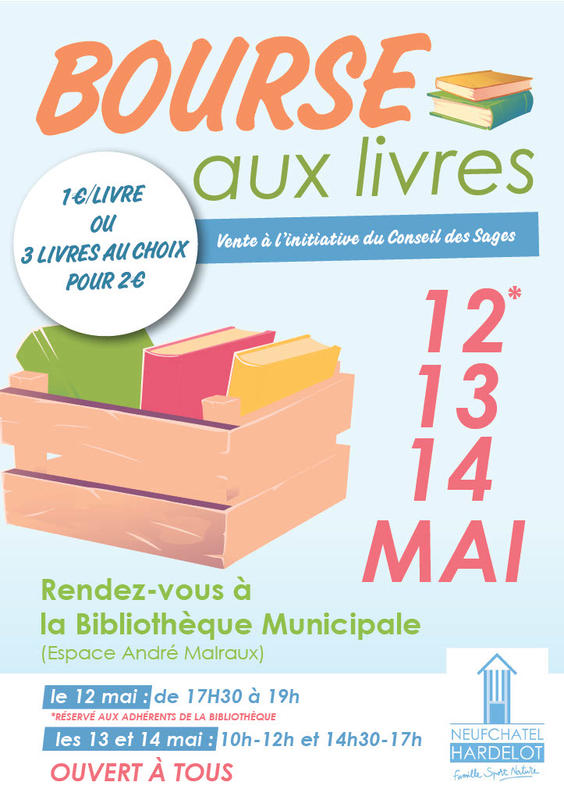 BOURSE
aux livres
1€/LIVRE
OU
3 LIVRES AU CHOIX
POUR 2€
Vente à l'initiative du Conseil des Sages
12*
13
14
MAI
Rendez-vous à
la Bibliothèque Municipale
(Espace André Malraux)
le 12 mai : de 17H30 à 19h
*RÉSERVÉ AUX ADHÉRENTS DE LA BIBLIOTHÈQUE
les 13 et 14 mai : 10h-12h et 14h30-17h
OUVERT À TOUS
NEUFCHATEL
HARDELOT
Famille Sport Nature